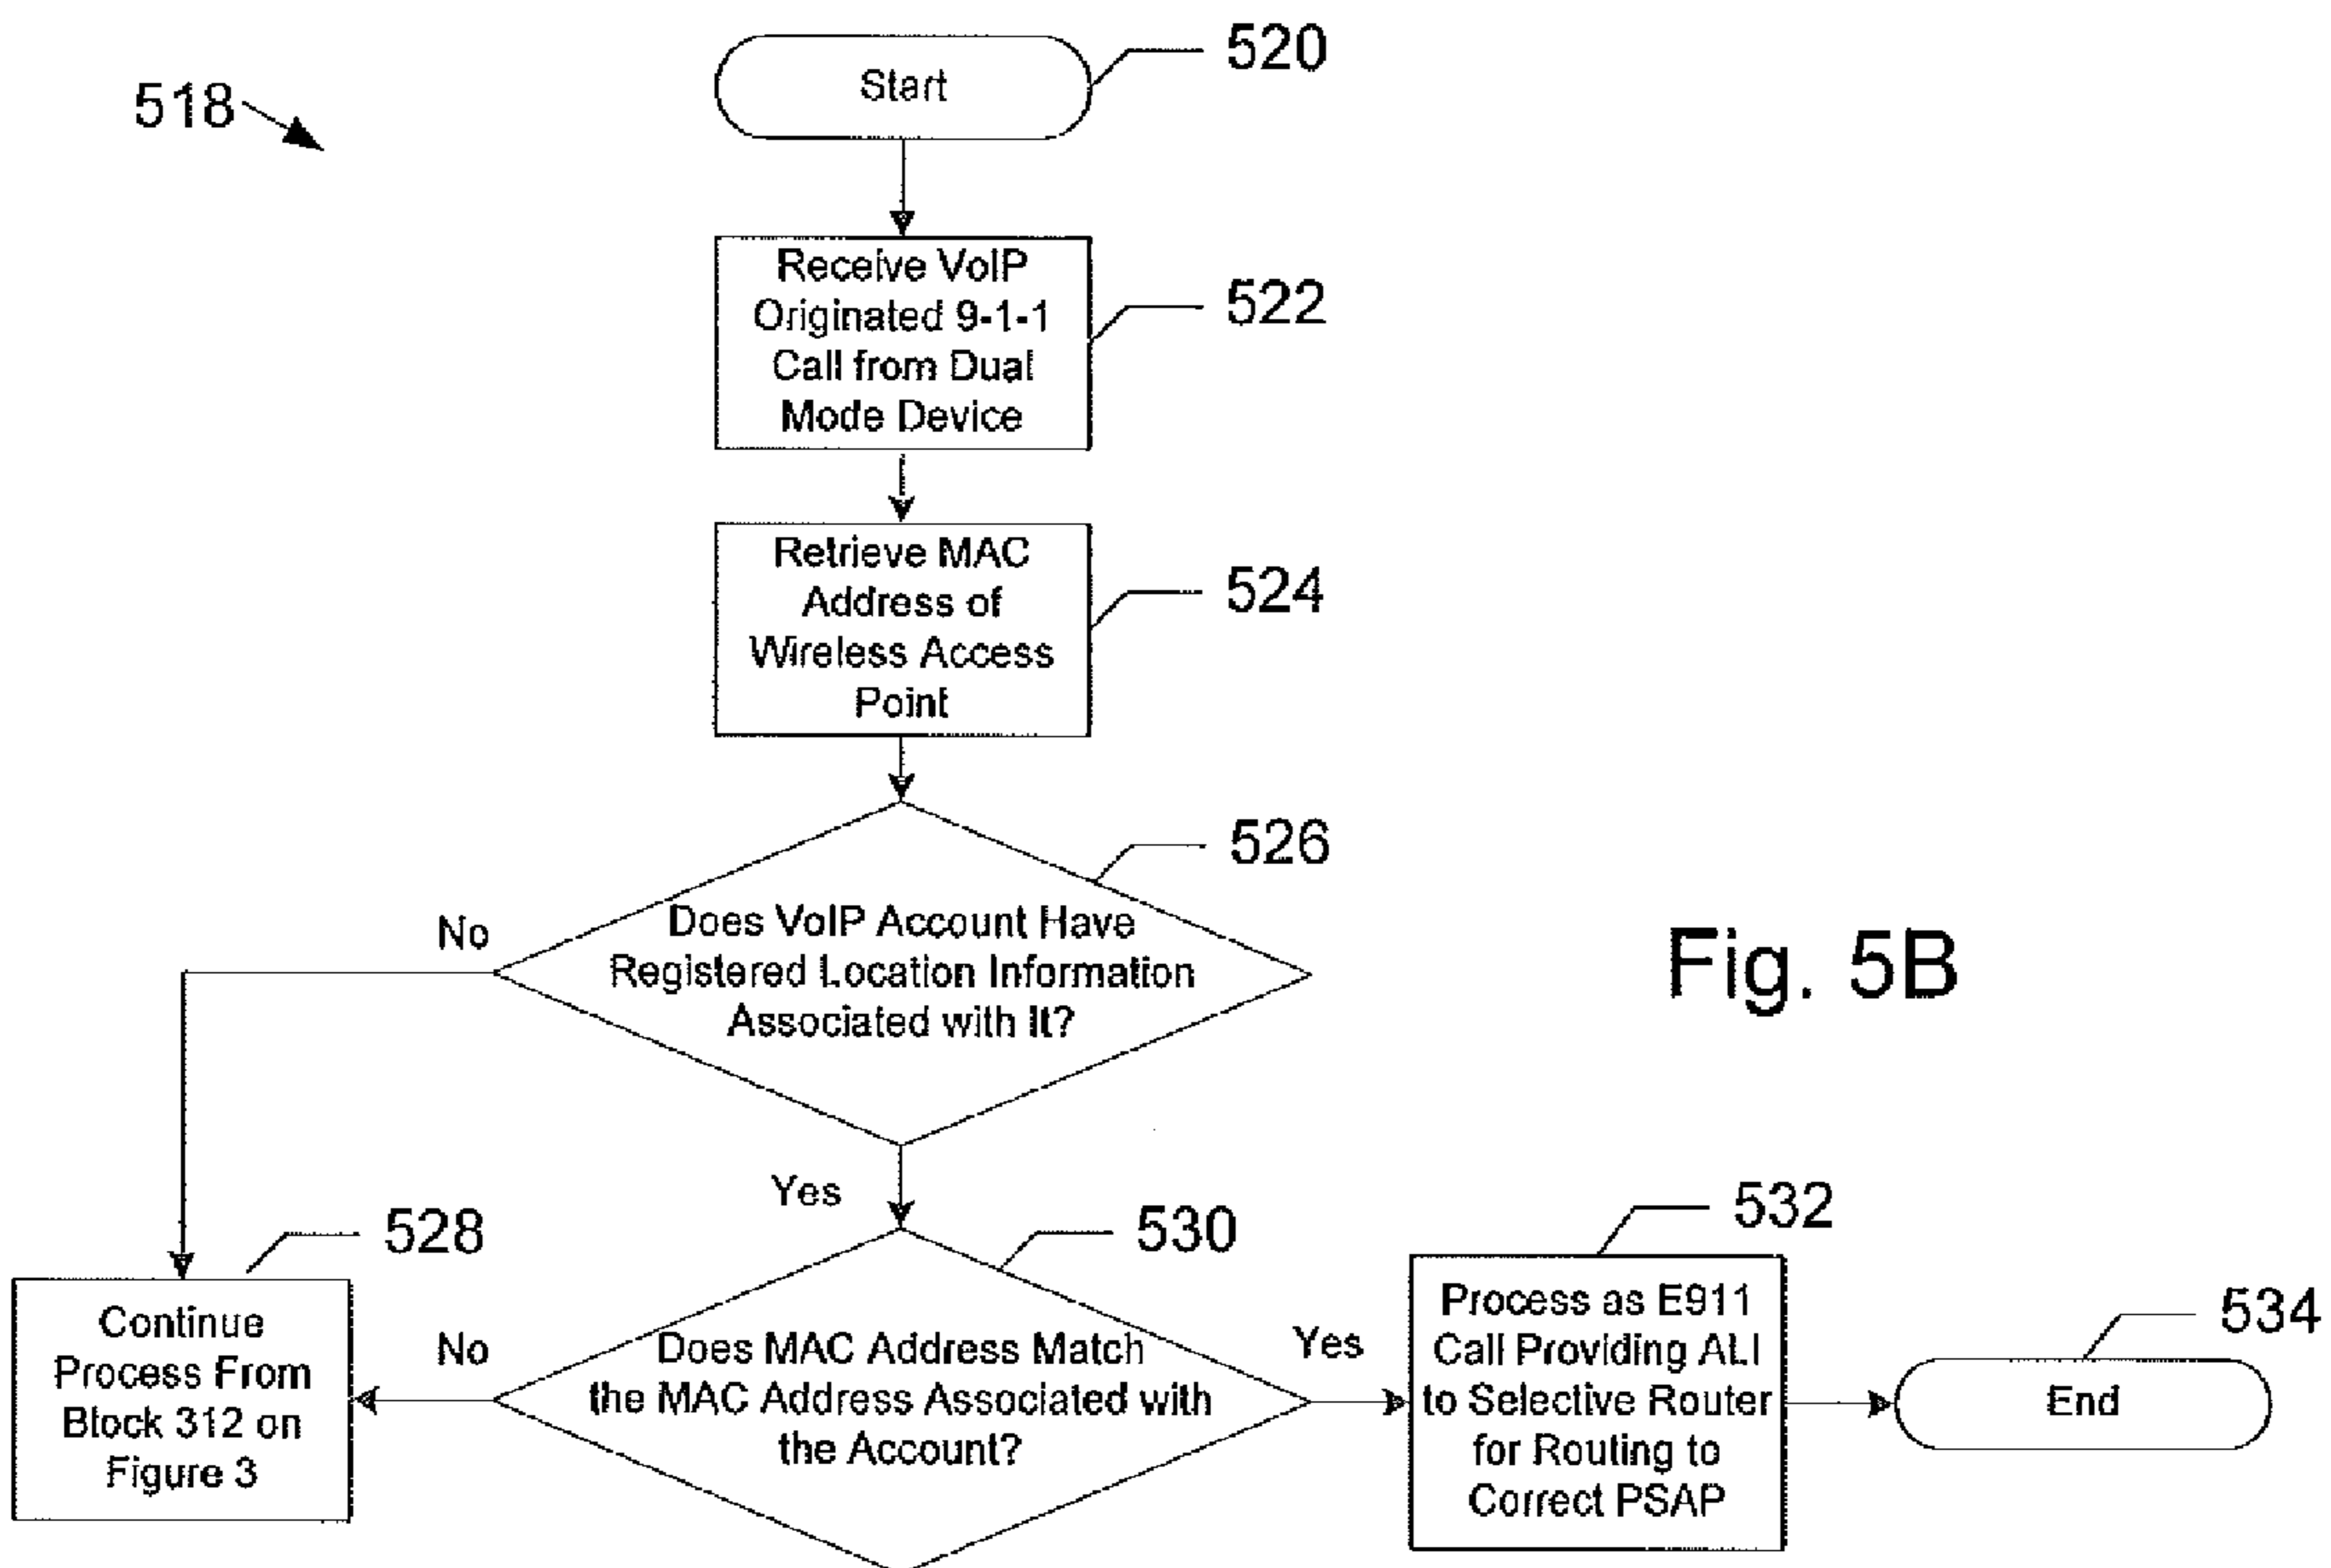 520
Start
518
Receive VoIP
Originated 9-1-1
Call from Dual
Mode Device
522
Retrieve MAC
Address of
Wireless Access
Point
524
526
No
Does VoIP Account Have
Registered Location Information
Associated with It?
Fig. 5B
Yes
528
530
532
Continue
Process From
Block 312 on
Figure 3
No
Does MAC Address Match
the MAC Address Associated with
the Account?
Yes
Process as E911
Call Providing ALI
to Selective Router
for Routing to
Correct PSAP
534
End